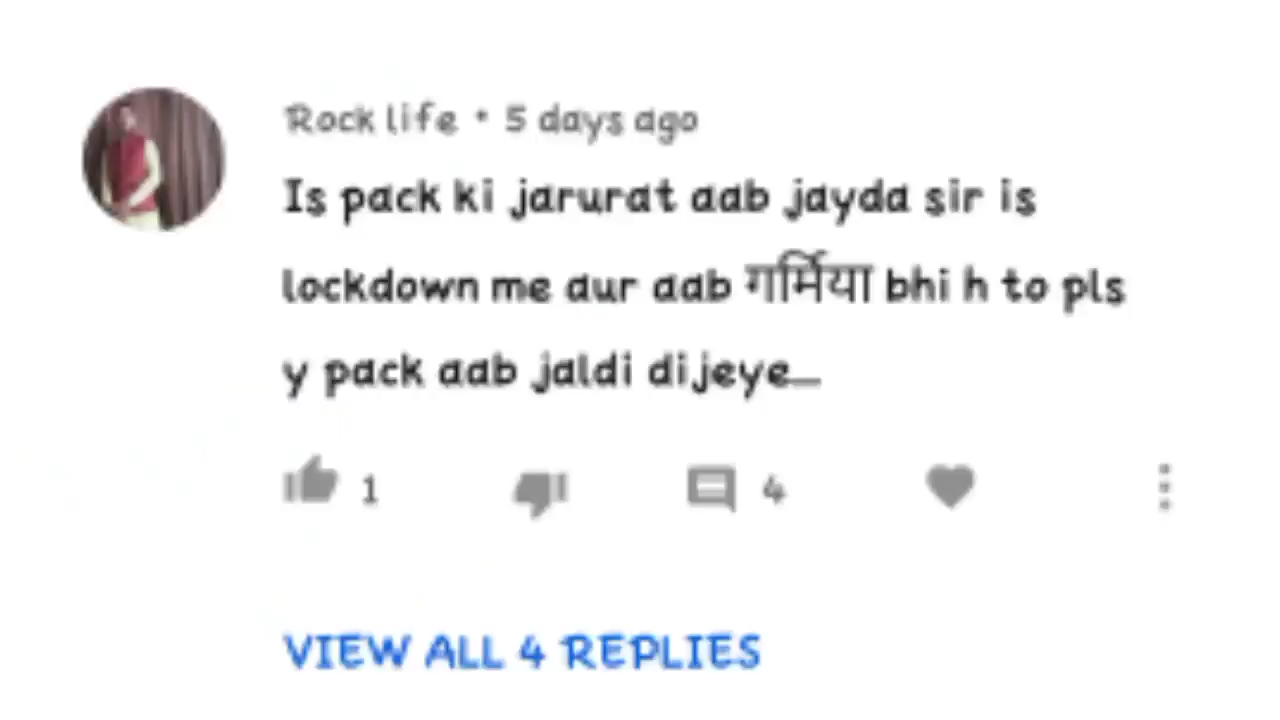 Rock life • 5 days ago
Is pack ki jarurat aab jayda sir is
lockdown me aur aab गर्मिया bhi h to pls
y pack aab jaldi dijeye...
1
4
VIEW ALL 4 REPLIES